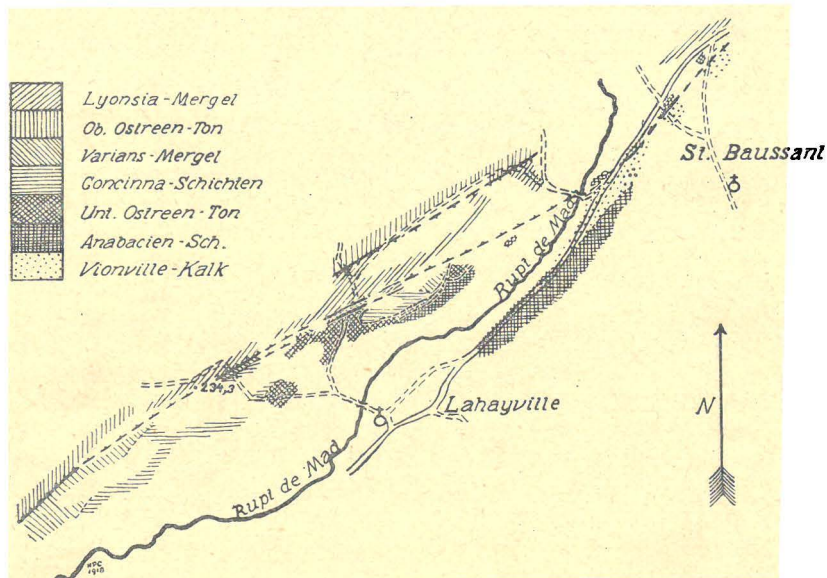 Lyonsia-Mergel
Ob. Ostreen-Ton
Varians-Mergel
Concinna-Schichten
Unt. Ostreen-Ton
Anabacien-Sch.
Vionville-Kalk
St. Baussant
Rupt de Mad
234,3
Lahayville
N
Rupt de Mad
1918